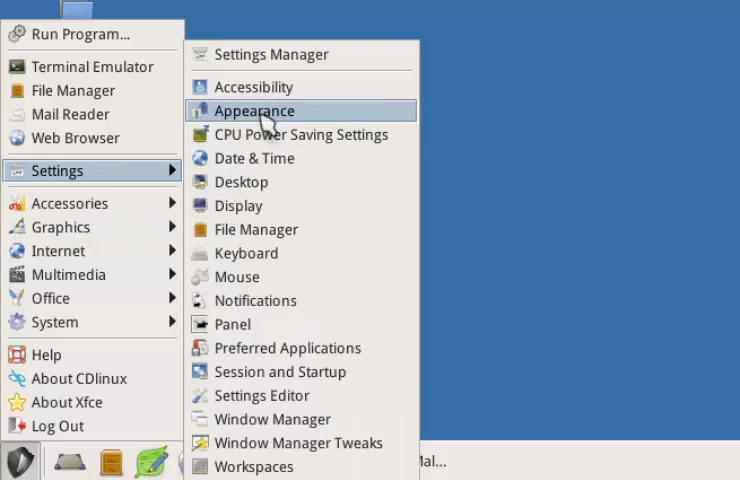 Run Program...
Terminal Emulator
File Manager
Mail Reader
Web Browser
Settings
Accessories
Graphics
Internet
Multimedia
Office
System
Help
About CDlinux
About Xfce
Log Out
Settings Manager
Accessibility
Appearance
CPU Power Saving Settings
Date & Time
Desktop
Display
File Manager
Keyboard
Mouse
Notifications
Panel
Preferred Applications
Session and Startup
Settings Editor
Window Manager
Window Manager Tweaks
Workspaces